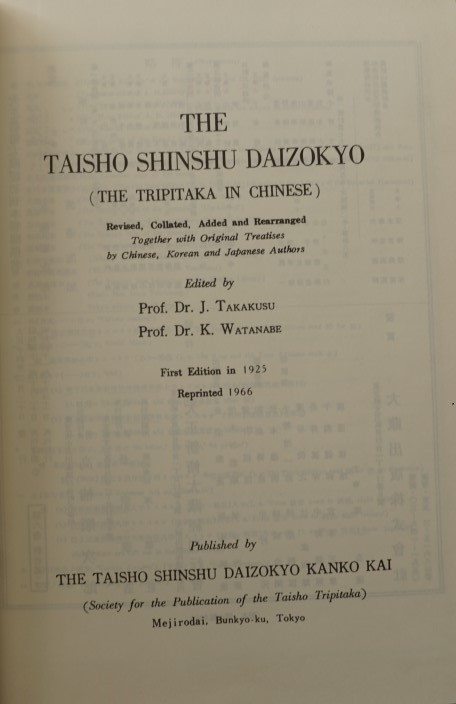 THE
TAISHO SHINSHU DAIZOKYO
(THE TRIPITAKA IN CHINESE)
Revised, Collated, Added and Rearranged
Together with Original Treatises
by Chinese, Korean and Japanese Authors
Edited by
Prof. Dr. J. TAKAKUSU
Prof. Dr. K. WATANABE
First Edition in 1925
Reprinted 1966
Published by
THE TAISHO SHINSHU DAIZOKYO KANKO KAI
(Society for the Publication of the Taisho Tripitaka)
Mejirodai, Bunkyo-ku, Tokyo